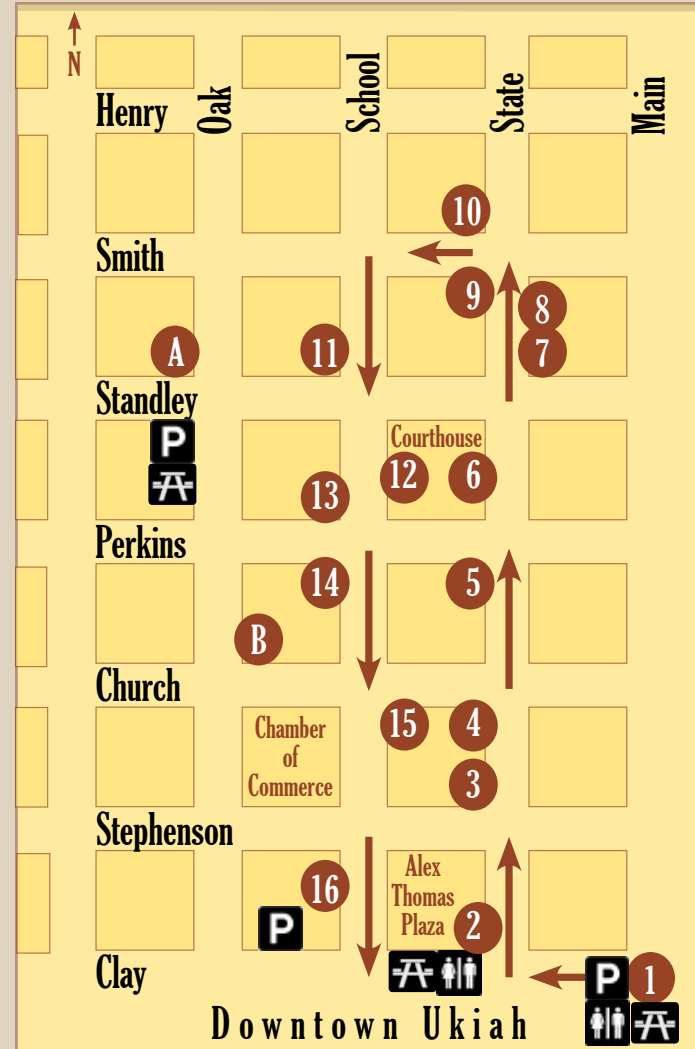 N
Henry
Oak
School
State
Main
10
Smith
9
8
A
11
7
Standley
P
Courthouse
12
6
13
Perkins
14
5
B
Church
15
4
Chamber
of
Commerce
3
Stephenson
Alex
Thomas
Plaza
16
2
P
Clay
P
1
Downtown Ukiah